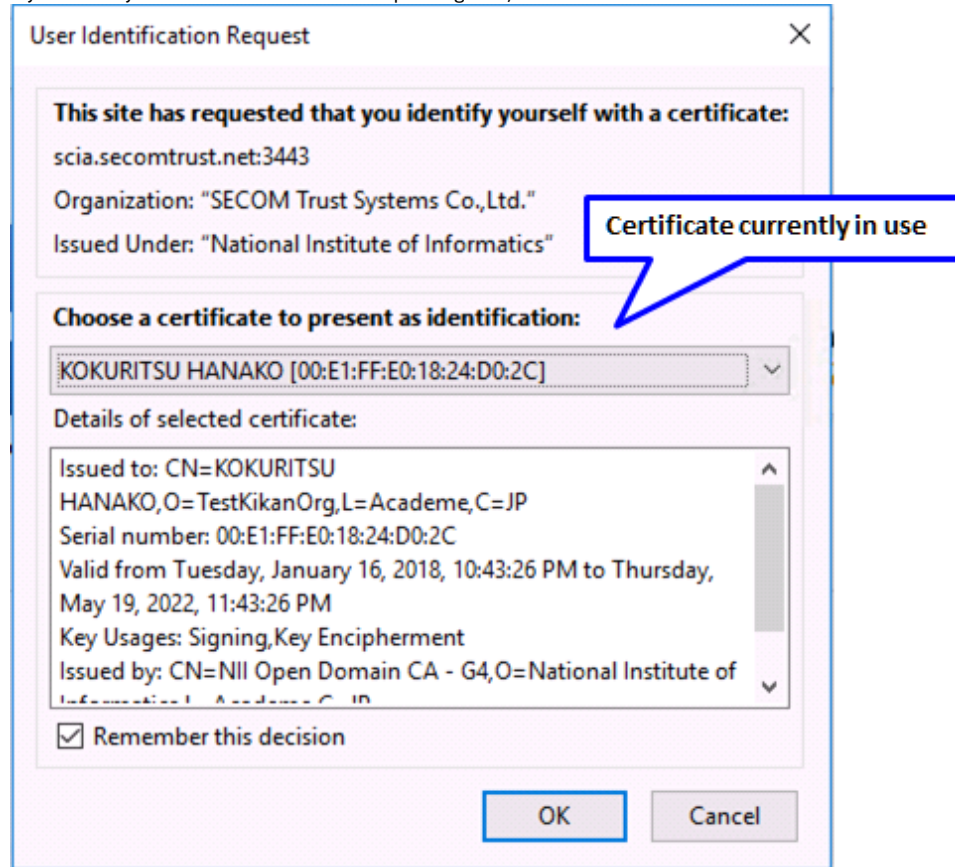 User Identification Request
This site has requested that you identify yourself with a certificate:
scia.secomtrust.net:3443
Organization: "SECOM Trust Systems Co.,Ltd."
Issued Under: "National Institute of Informatics"
Certificate currently in use
Choose a certificate to present as identification:
KOKURITSU HANAKO [00:E1:FF:E0:18:24:D0:2C]
Details of selected certificate:
Issued to: CN=KOKURITSU
HANAKO,O=TestKikanOrg,L=Academe,C=JP
Serial number: 00:E1:FF:E0:18:24:D0:2C
Valid from Tuesday, January 16, 2018, 10:43:26 PM to Thursday,
May 19, 2022, 11:43:26 PM
Key Usages: Signing,Key Encipherment
Issued by: CN=NII Open Domain CA - G4,O=National Institute of
Remember this decision
OK
Cancel